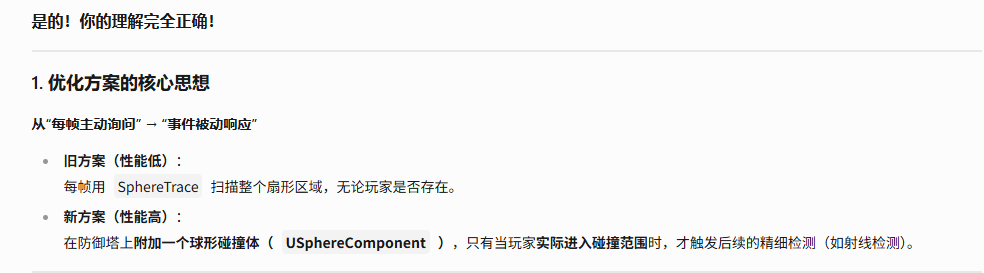 是的！你的理解完全正确！
1. 优化方案的核心思想
从“每帧主动询问” → “事件被动响应”
• 旧方案（性能低）：
每帧用 SphereTrace 扫描整个扇形区域，无论玩家是否存在。
• 新方案（性能高）：
在防御塔上附加一个球形碰撞体（ USphereComponent ），只有当玩家实际进入碰撞范围时，才触发后续的精细检测（如射线检测）。